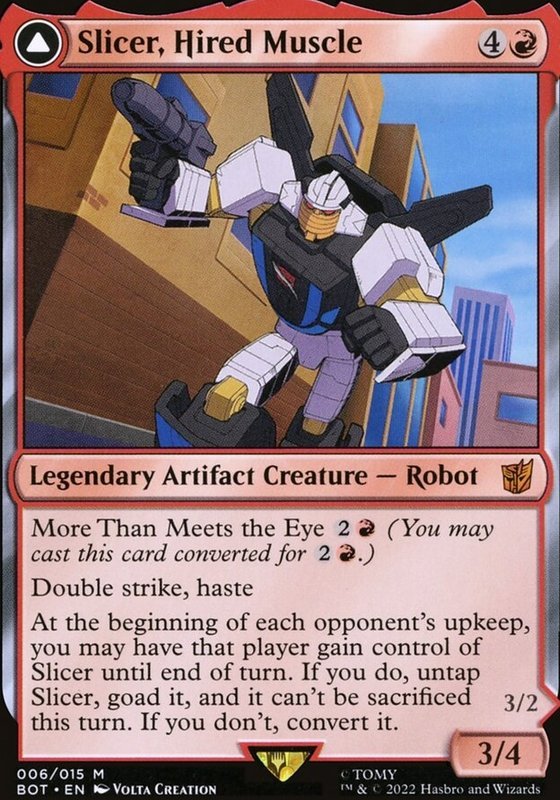 Slicer, Hired Muscle 4
Legendary Artifact Creature — Robot
More Than Meets the Eye 2 (You may
cast this card converted for 2 .)
Double strike, haste
At the beginning of each opponent's upkeep,
you may have that player gain control of
Slicer until end of turn. If you do, untap
Slicer, goad it, and it can't be sacrificed
this turn. If you don't, convert it.
3/2
3/4
006/015 M
BOT • EN Volta Creation
© TOMY
™ & © 2022 Hasbro and Wizards